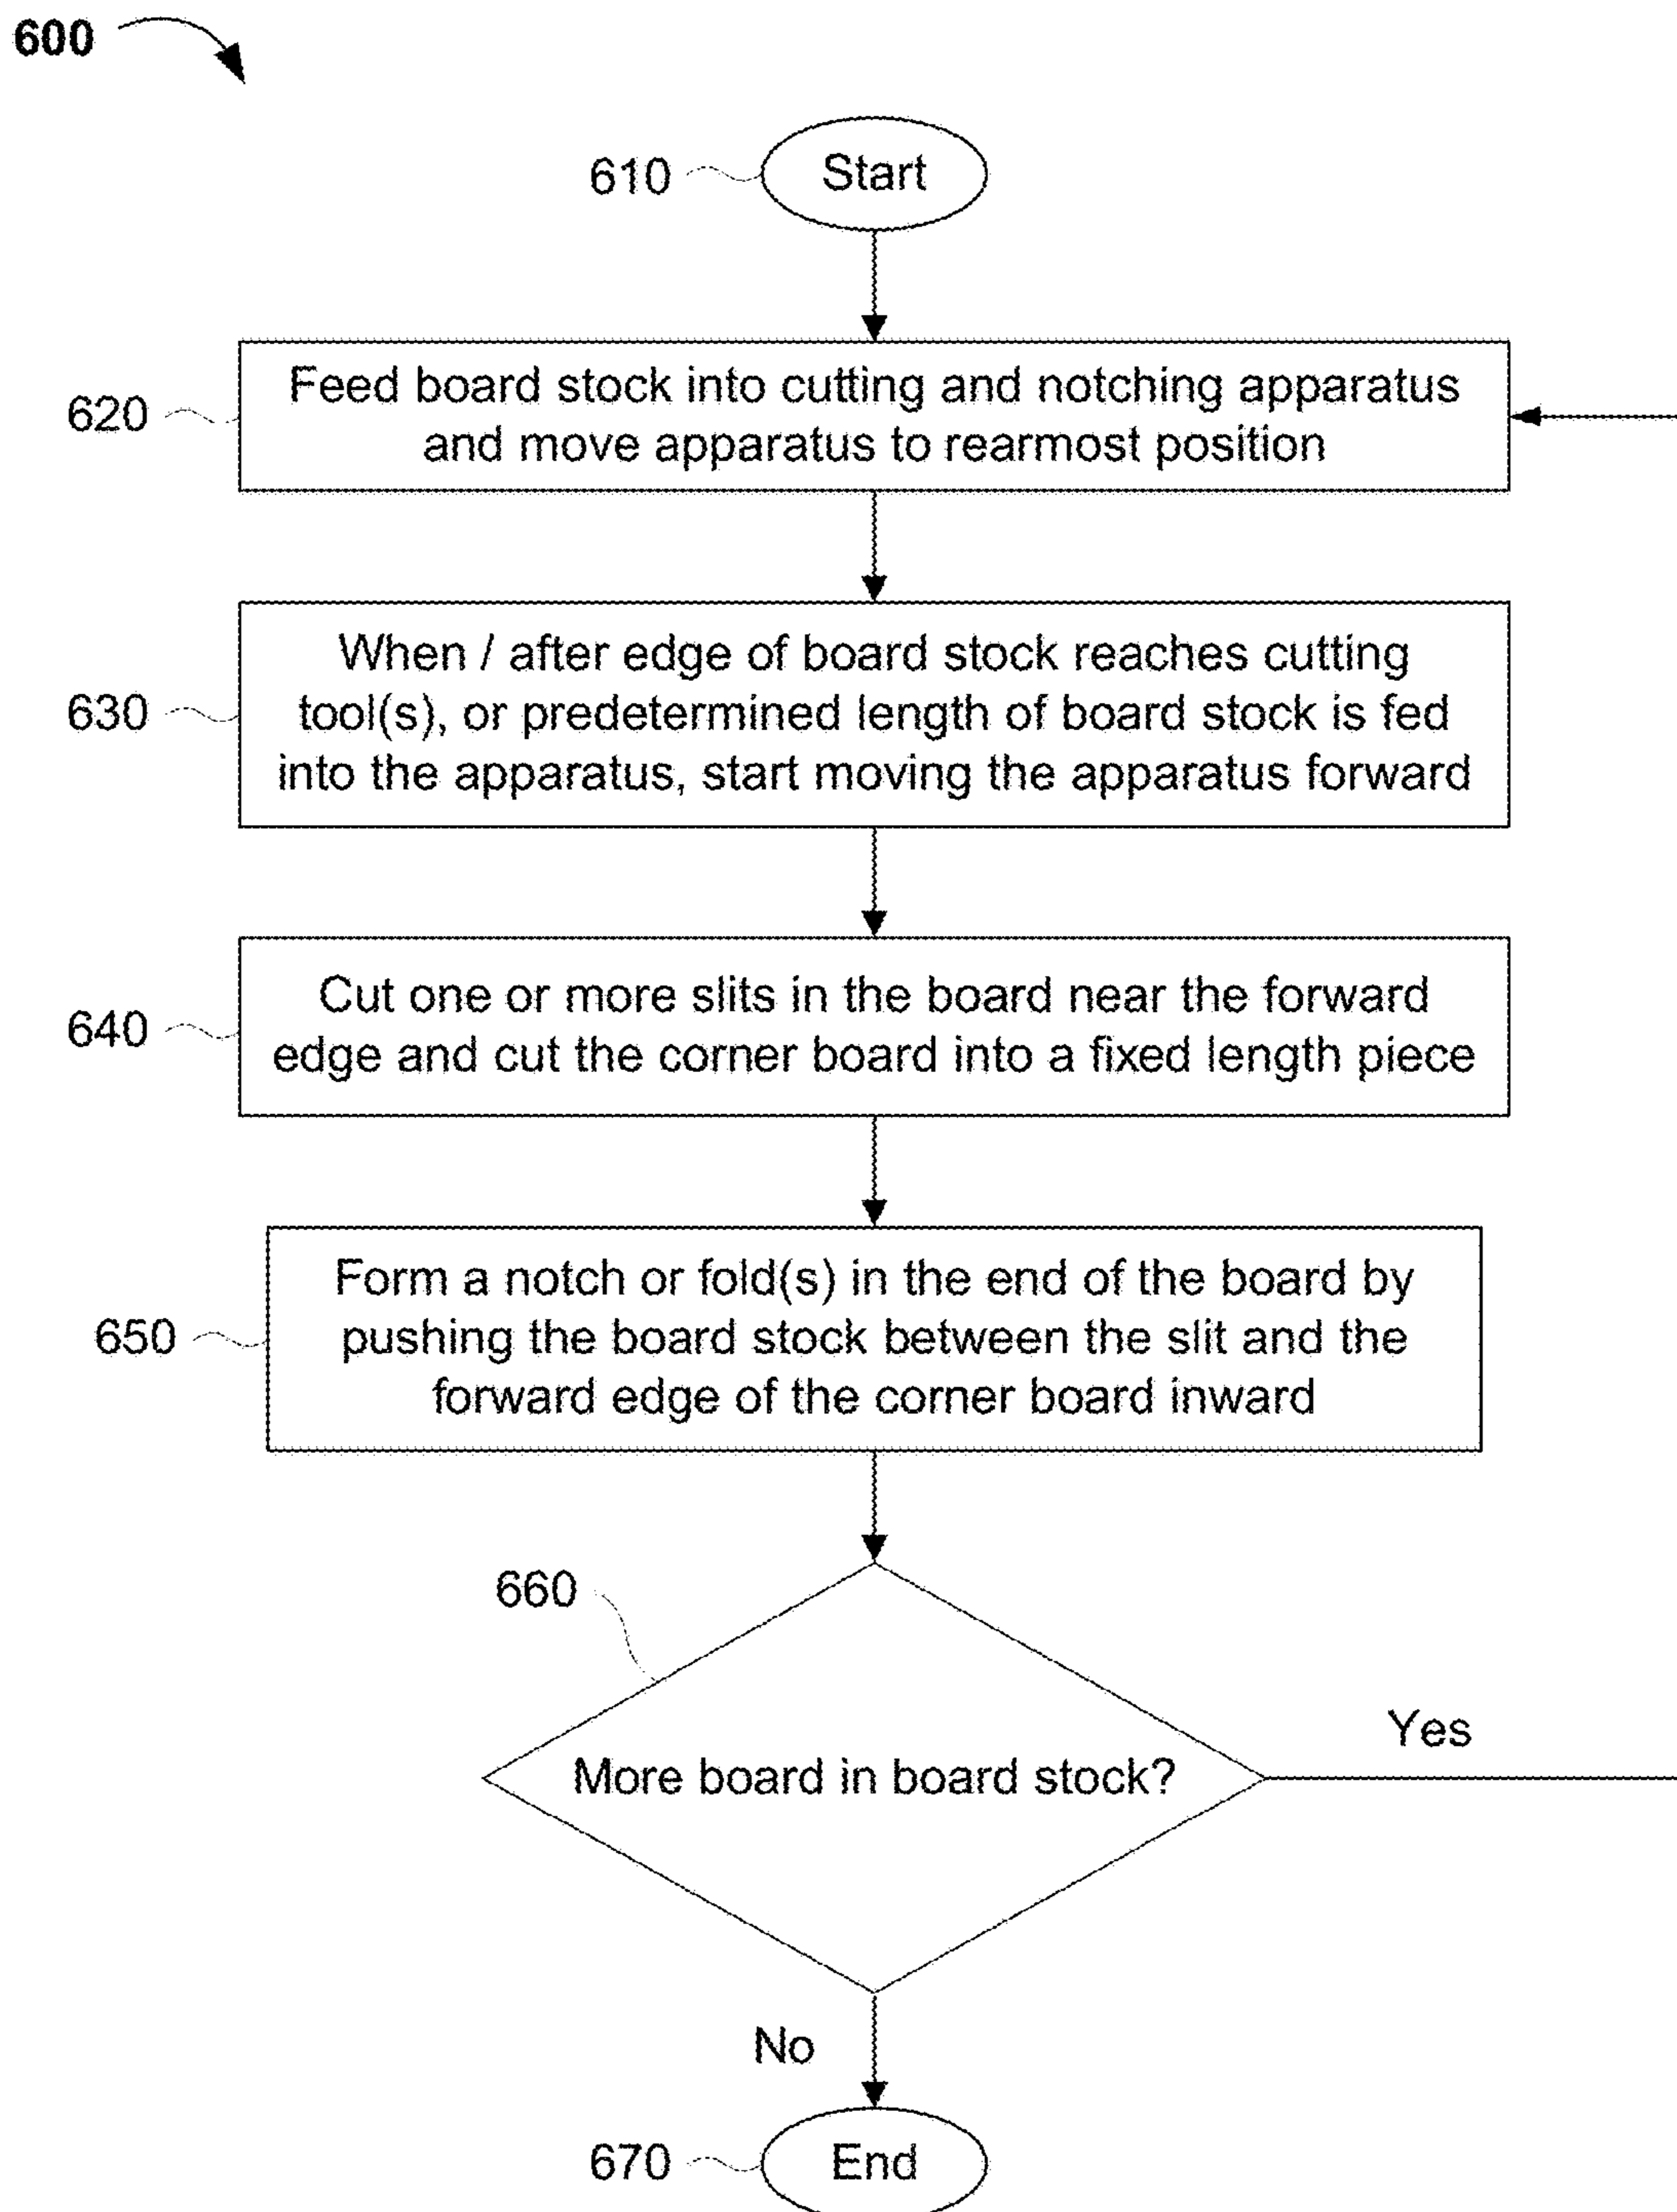 600
610
Start
620
Feed board stock into cutting and notching apparatus
and move apparatus to rearmost position
630
When / after edge of board stock reaches cutting
tool(s), or predetermined length of board stock is fed
into the apparatus, start moving the apparatus forward
640
Cut one or more slits in the board near the forward
edge and cut the corner board into a fixed length piece
650
Form a notch or fold(s) in the end of the board by
pushing the board stock between the slit and the
forward edge of the corner board inward
660
More board in board stock?
Yes
No
670
End